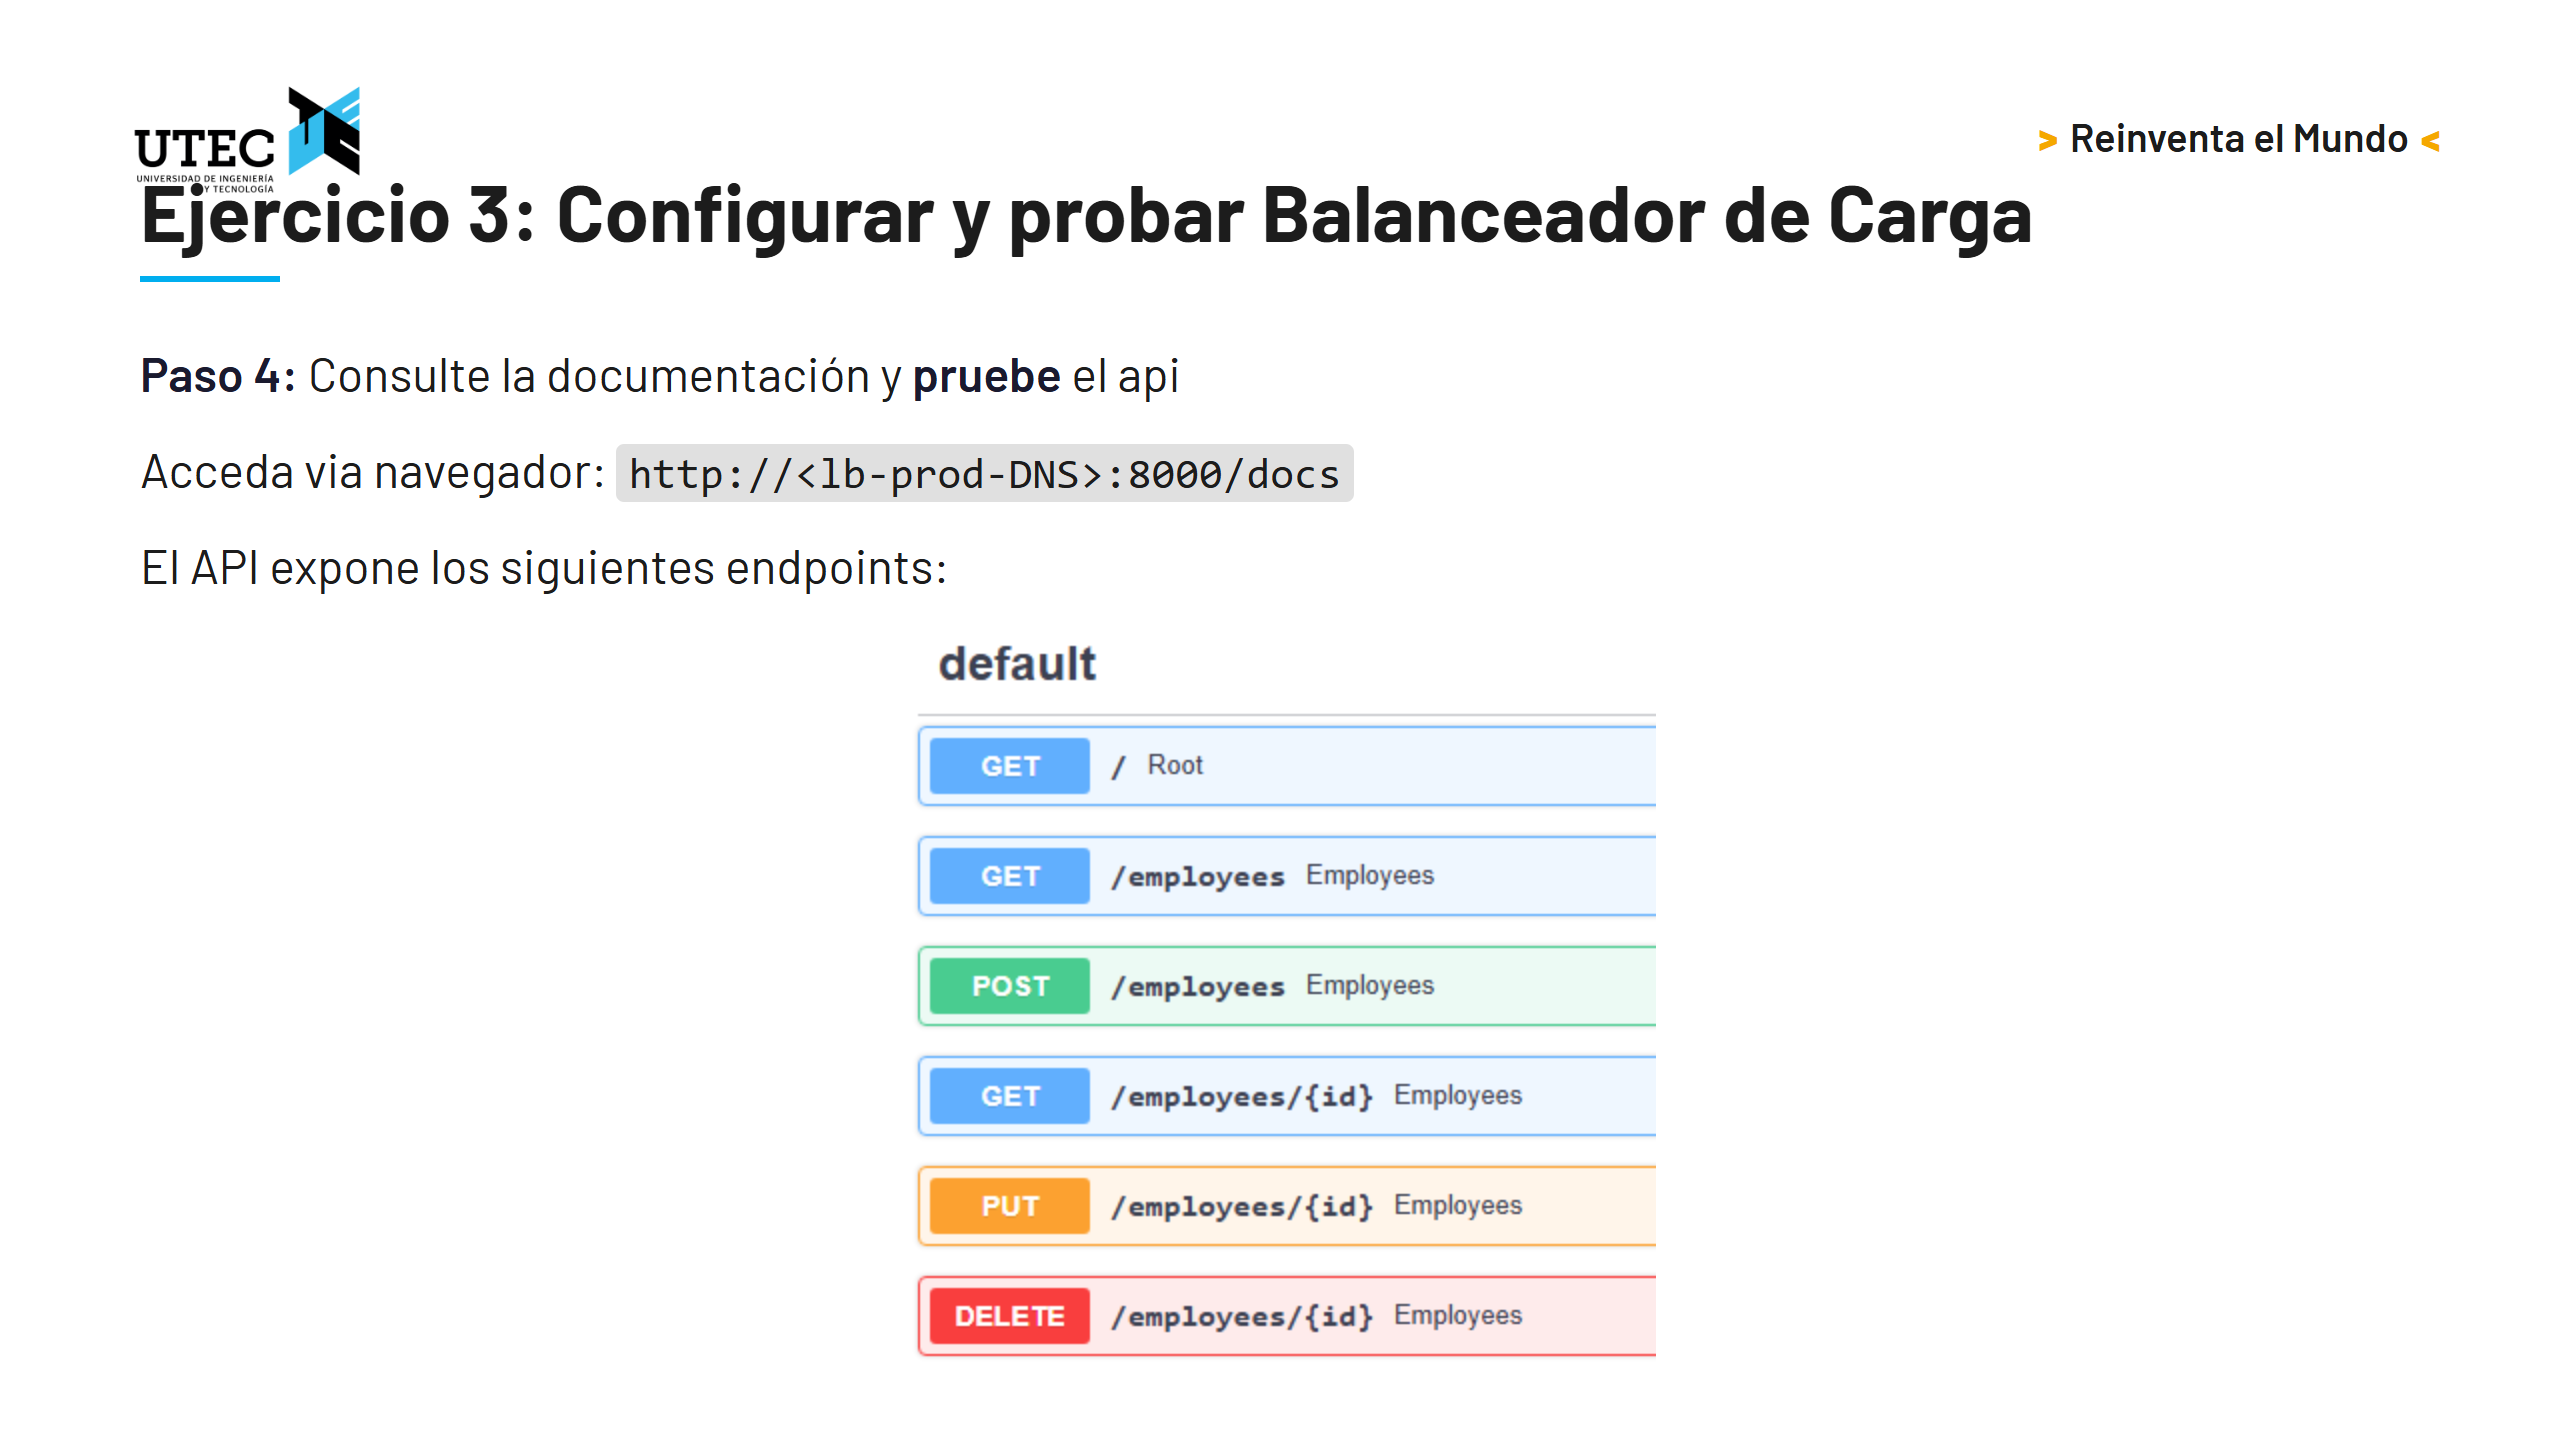 UTEC
UNIVERSIDAD DE INGENIERÍA
Y TECNOLOGÍA
> Reinventa el Mundo <
Ejercicio 3: Configurar y probar Balanceador de Carga
Paso 4: Consulte la documentación y pruebe el api
Acceda via navegador: http://<lb-prod-DNS>:8000/docs
El API expone los siguientes endpoints:
default
GET / Root
GET /employees Employees
POST /employees Employees
GET /employees/{id} Employees
PUT /employees/{id} Employees
DELETE /employees/{id} Employees